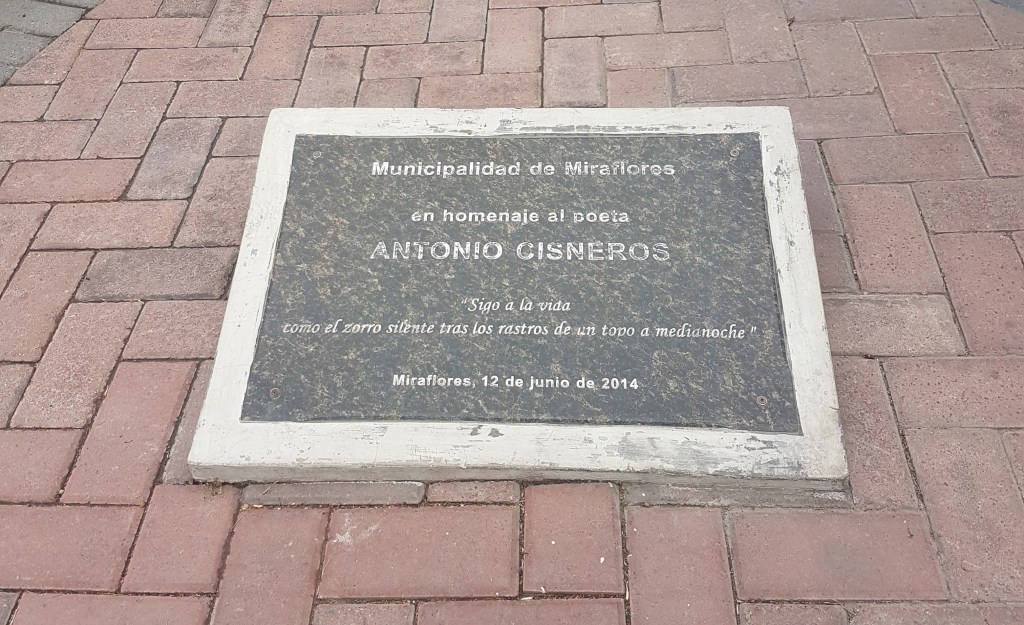 Municipalidad de Miraflores
en homenaje al poeta
ANTONIO CISNEROS
"Sigo a la vida
como el zorro silente tras los rastros de un topo a medianoche"
Miraflores, 12 de junio de 2014